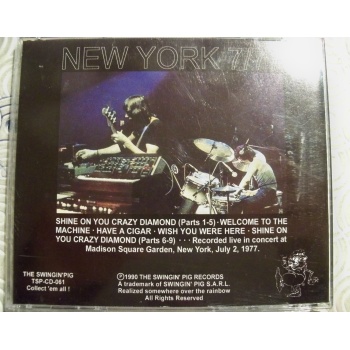 NEW YORK 7/7
SHINE ON YOU CRAZY DIAMOND (Parts 1-5) · WELCOME TO THE
MACHINE · HAVE A CIGAR · WISH YOU WERE HERE · SHINE ON
YOU CRAZY DIAMOND (Parts 6-9) · · · Recorded live in concert at
Madison Square Garden, New York, July 2, 1977.
THE SWINGIN'PIG
TSP-CD-061
Collect 'em all !
℗1990 THE SWINGIN' PIG RECORDS
A trademark of SWINGIN' PIG S.A.R.L.
Realized somewhere over the rainbow
All Rights Reserved